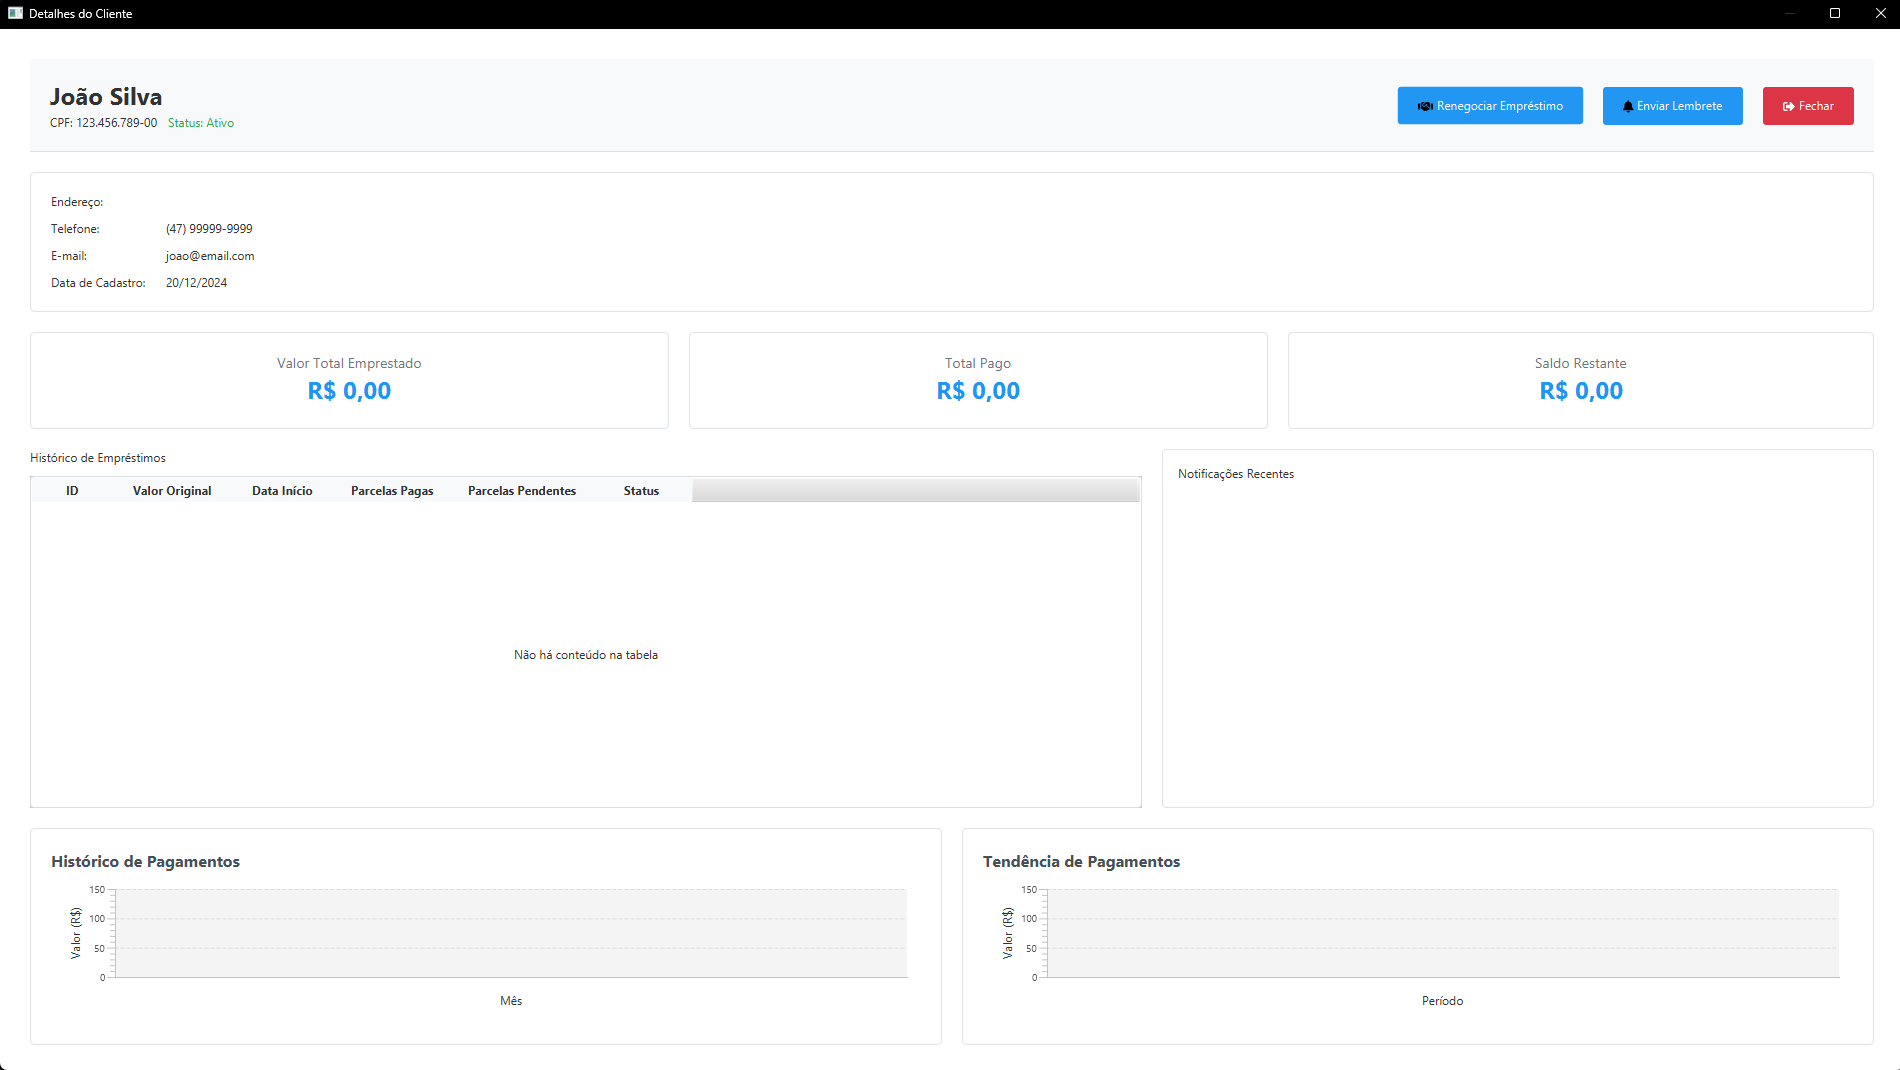 Detalhes do Cliente
João Silva
CPF: 123.456.789-00 Status: Ativo
Renegociar Empréstimo
Enviar Lembrete
Fechar
Endereço:
Telefone: (47) 99999-9999
E-mail: joao@email.com
Data de Cadastro: 20/12/2024
Valor Total Emprestado
R$ 0,00
Total Pago
R$ 0,00
Saldo Restante
R$ 0,00
Histórico de Empréstimos
ID Valor Original Data Início Parcelas Pagas Parcelas Pendentes Status
Não há conteúdo na tabela
Notificações Recentes
Histórico de Pagamentos
Valor (R$)
150
100
50
0
Mês
Tendência de Pagamentos
Valor (R$)
150
100
50
0
Período